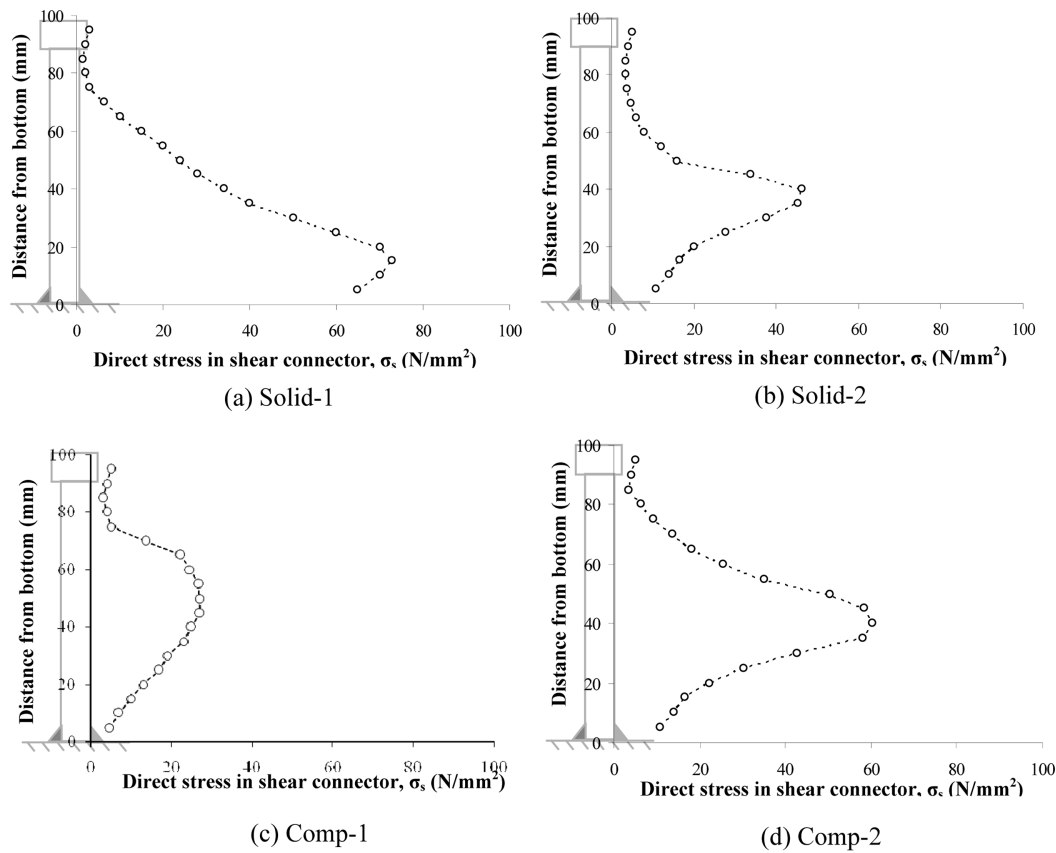 100
80
60
40
20
0
0 20 40 60 80 100
Distance from bottom (mm)
Direct stress in shear connector, σs (N/mm²)
(a) Solid-1
100
80
60
40
20
0
0 20 40 60 80 100
Distance from bottom (mm)
Direct stress in shear connector, σs (N/mm²)
(b) Solid-2
100
80
60
40
20
0
0 20 40 60 80 100
Distance from bottom (mm)
Direct stress in shear connector, σs (N/mm²)
(c) Comp-1
100
80
60
40
20
0
0 20 40 60 80 100
Distance from bottom (mm)
Direct stress in shear connector, σs (N/mm²)
(d) Comp-2